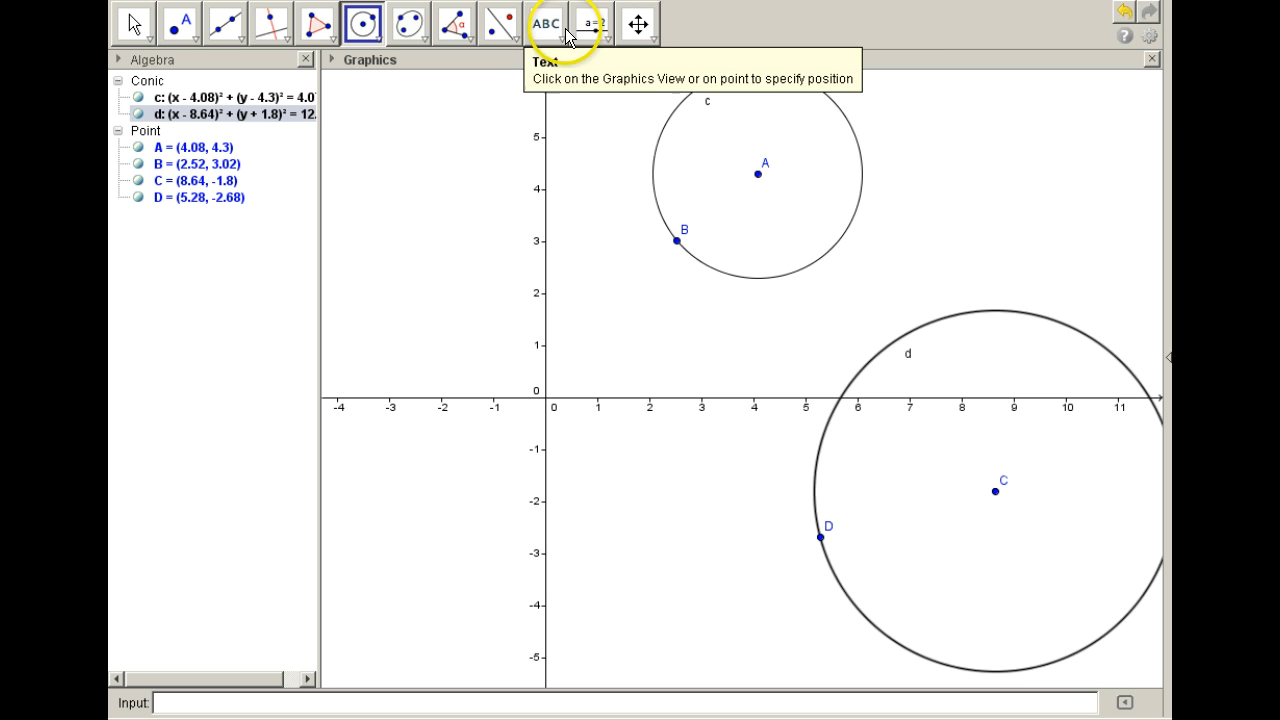 A
α
ABC
a = 2
Algebra
Graphics
Text
Click on the Graphics View or on point to specify position
Conic
c: (x - 4.08)² + (y - 4.3)² = 4.0
d: (x - 8.64)² + (y + 1.8)² = 12.
Point
A = (4.08, 4.3)
B = (2.52, 3.02)
C = (8.64, -1.8)
D = (5.28, -2.68)
c
5
A
4
B
3
2
1
d
0
-4 -3 -2 -1 0 1 2 3 4 5 6 7 8 9 10 11
-1
C
-2
D
-3
-4
-5
Input: